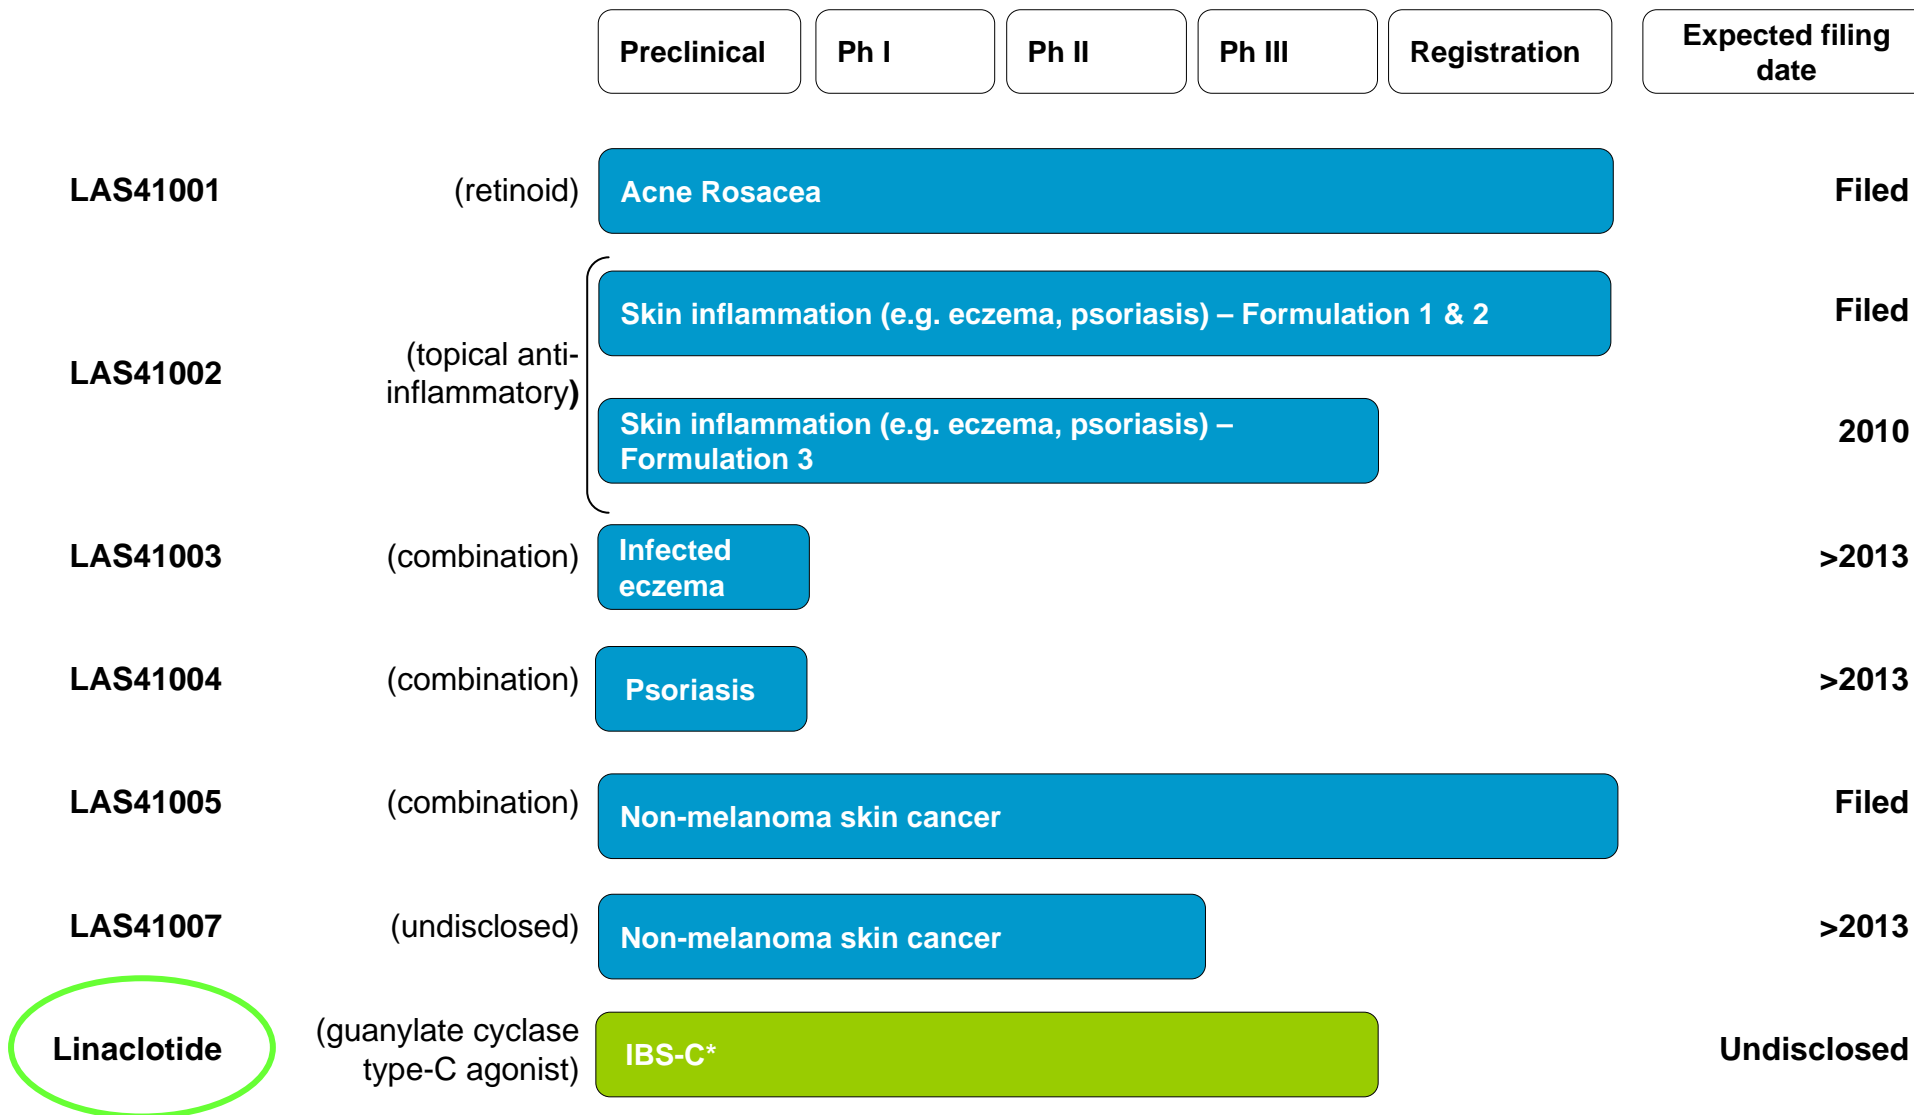 Preclinical
Ph I
Ph II
Ph III
Registration
Expected filing
date
LAS41001
(retinoid)
Acne Rosacea
Filed
LAS41002
(topical anti-
inflammatory)
Skin inflammation (e.g. eczema, psoriasis) – Formulation 1 & 2
Filed
Skin inflammation (e.g. eczema, psoriasis) –
Formulation 3
2010
LAS41003
(combination)
Infected
eczema
>2013
LAS41004
(combination)
Psoriasis
>2013
LAS41005
(combination)
Non-melanoma skin cancer
Filed
LAS41007
(undisclosed)
Non-melanoma skin cancer
>2013
Linaclotide
(guanylate cyclase
type-C agonist)
IBS-C*
Undisclosed